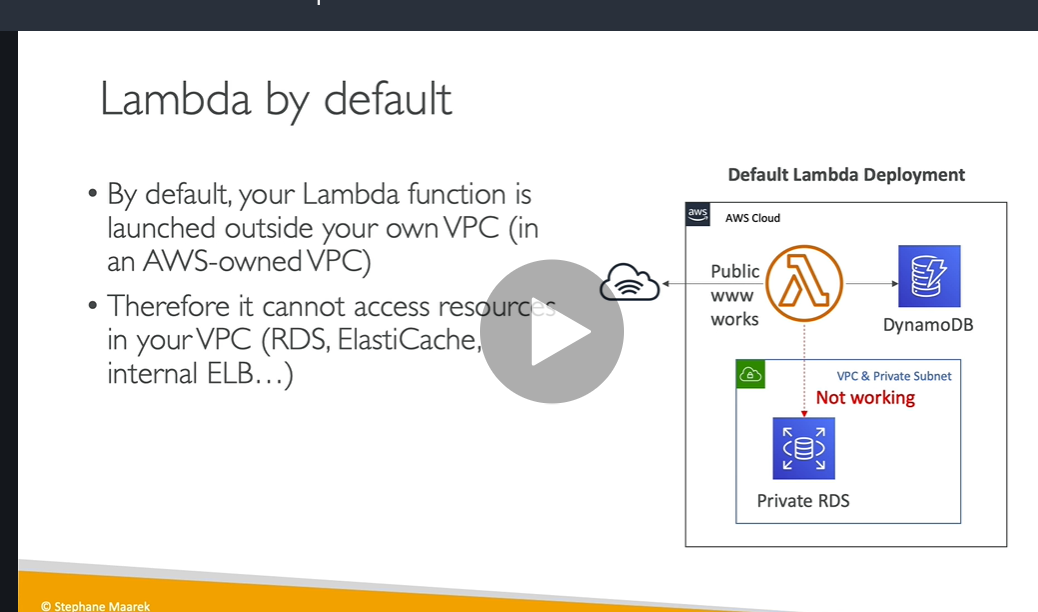 Lambda by default
• By default, your Lambda function is
launched outside your own VPC (in
an AWS-owned VPC)
• Therefore it cannot access resources
in your VPC (RDS, ElastiCache,
internal ELB…)
Default Lambda Deployment
aws
AWS Cloud
Public
www
works
DynamoDB
VPC & Private Subnet
Not working
Private RDS
© Stephane Maarek